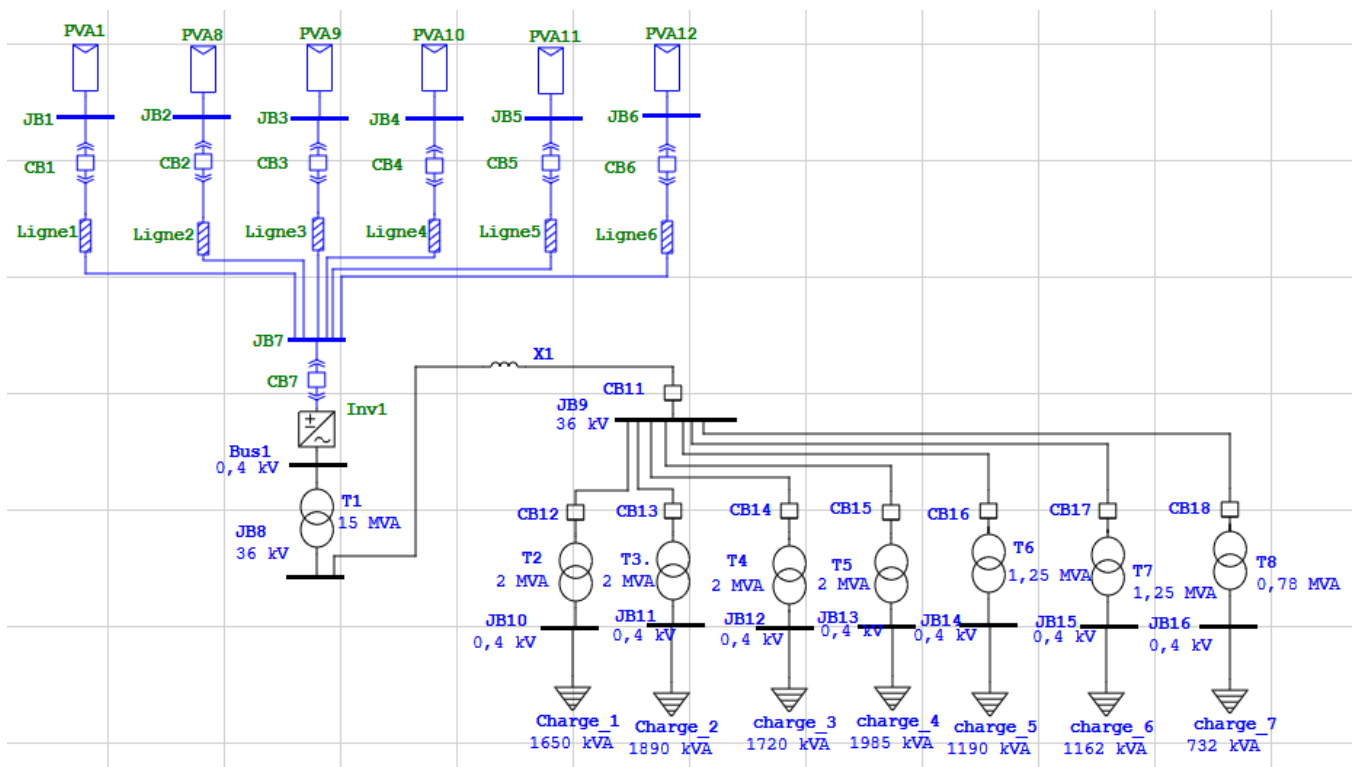 PVA1
PVA8
PVA9
PVA10
PVA11
PVA12
JB1
JB2
JB3
JB4
JB5
JB6
CB1
CB2
CB3
CB4
CB5
CB6
Ligne1
Ligne2
Ligne3
Ligne4
Ligne5
Ligne6
JB7
CB7
Inv1
Bus1
0,4 kV
T1
15 MVA
JB8
36 kV
X1
CB11
JB9
36 kV
CB12
CB13
CB14
CB15
CB16
CB17
CB18
T2
2 MVA
T3.
2 MVA
T4
2 MVA
T5
2 MVA
T6
1,25 MVA
T7
1,25 MVA
T8
0,78 MVA
JB10
0,4 kV
JB11
0,4 kV
JB12
0,4 kV
JB13
0,4 kV
JB14
0,4 kV
JB15
0,4 kV
JB16
0,4 kV
Charge_1
1650 kVA
Charge_2
1890 kVA
charge_3
1720 kVA
charge_4
1985 kVA
charge_5
1190 kVA
charge_6
1162 kVA
charge_7
732 kVA